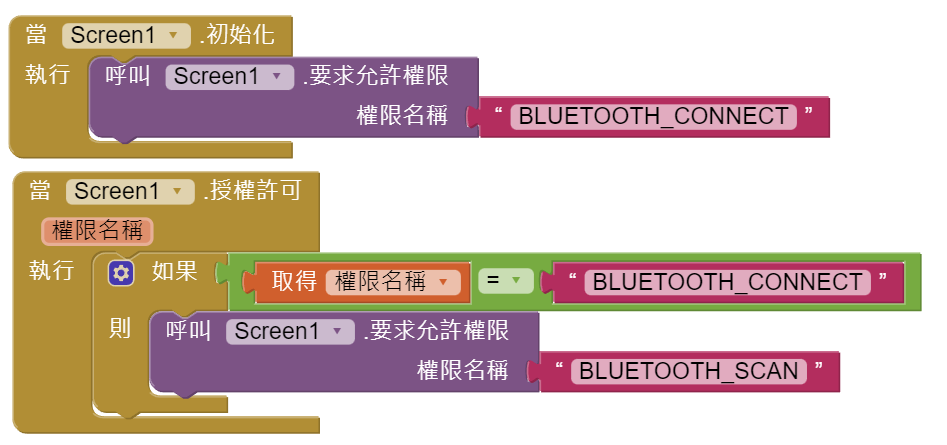 當 Screen1 .初始化
執行 呼叫 Screen1 .要求允許權限
權限名稱 “ BLUETOOTH_CONNECT ”
當 Screen1 .授權許可
權限名稱
執行 如果 取得 權限名稱 = “ BLUETOOTH_CONNECT ”
則 呼叫 Screen1 .要求允許權限
權限名稱 “ BLUETOOTH_SCAN ”